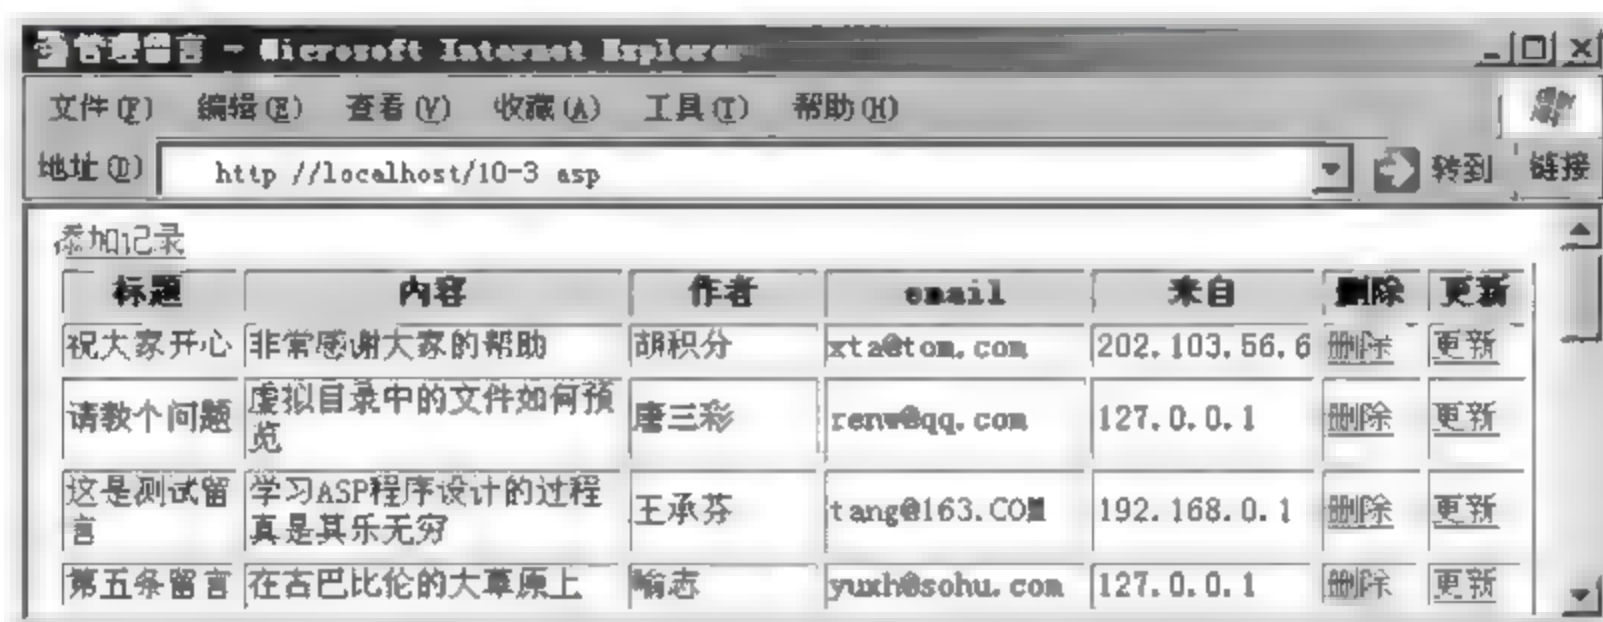 管理留言 - Microsoft Internet Explorer
文件(F) 编辑(E) 查看(V) 收藏(A) 工具(T) 帮助(H)
地址(D) http //localhost/10-3 asp 转到 链接
添加记录
标题 内容 作者 email 来自 删除 更新
祝大家开心 非常感谢大家的帮助 胡积分 xta@tom.com 202.103.56.6 删除 更新
请教个问题 虚拟目录中的文件如何预 唐三彩 renw@qq.com 127.0.0.1 删除 更新
览
这是测试留 学习ASP程序设计的过程 王承芬 tang@163.COM 192.168.0.1 删除 更新
言 真是其乐无穷
第五条留言 在古巴比伦的大草原上 喻志 yuxh@sohu.com 127.0.0.1 删除 更新